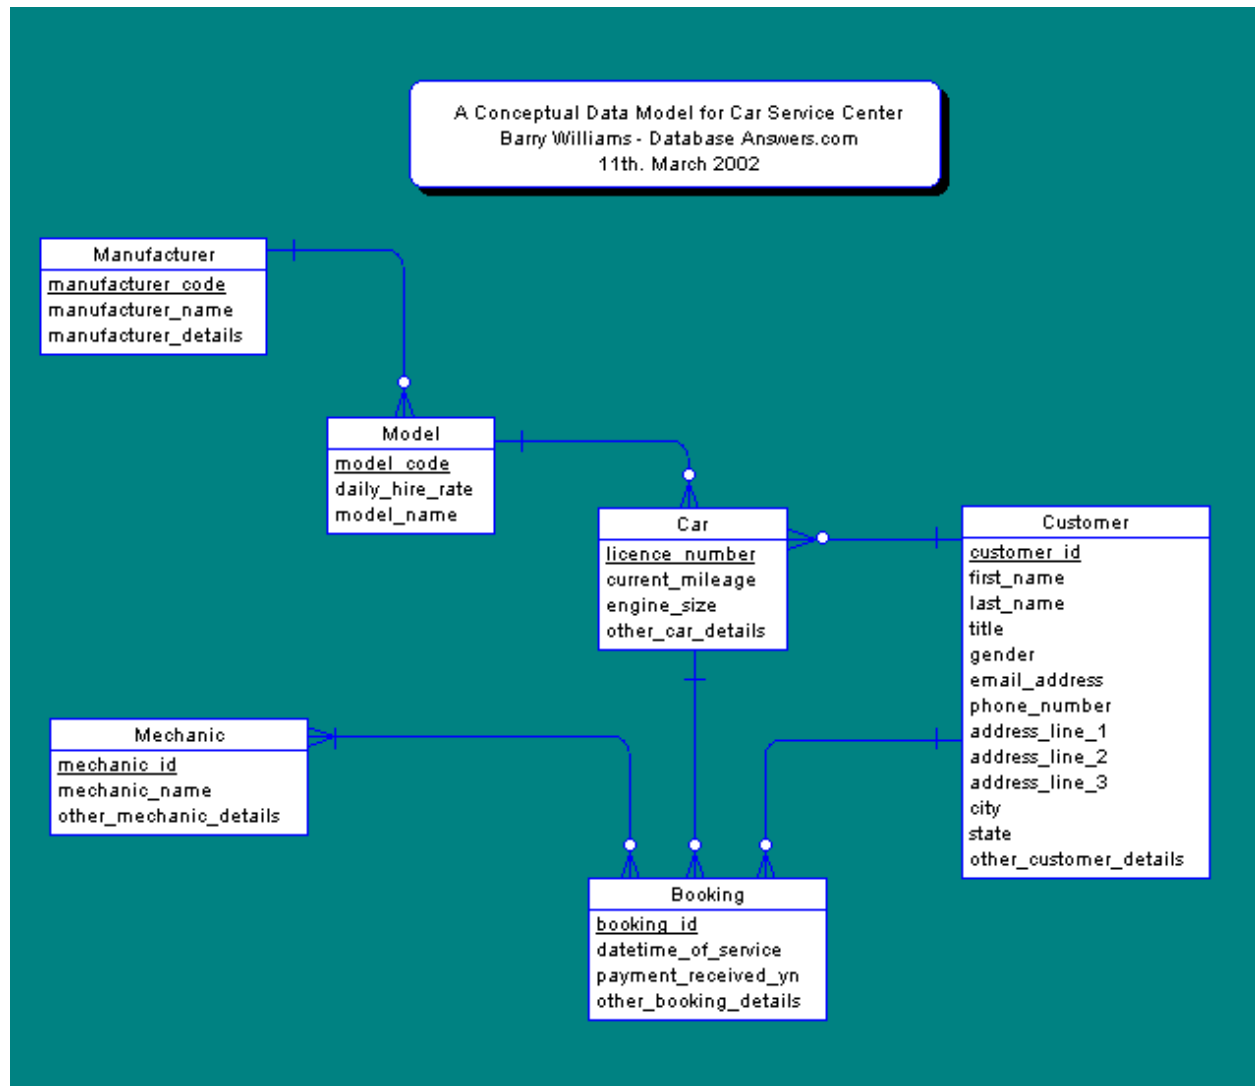 A Conceptual Data Model for Car Service Center
Barry Williams - Database Answers.com
11th. March 2002
Manufacturer
manufacturer_code
manufacturer_name
manufacturer_details
Model
model_code
daily_hire_rate
model_name
Car
licence_number
current_mileage
engine_size
other_car_details
Customer
customer_id
first_name
last_name
title
gender
email_address
phone_number
address_line_1
address_line_2
address_line_3
city
state
other_customer_details
Mechanic
mechanic_id
mechanic_name
other_mechanic_details
Booking
booking_id
datetime_of_service
payment_received_yn
other_booking_details